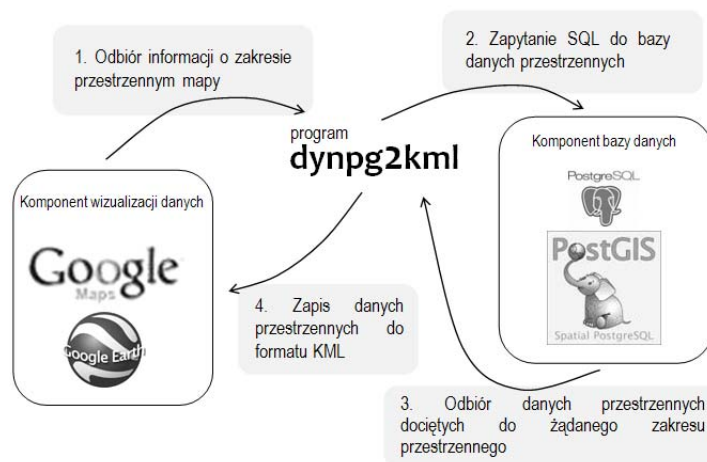 1. Odbiór informacji o zakresie
przestrzennym mapy
2. Zapytanie SQL do bazy
danych przestrzennych
program
dynpg2kml
Komponent bazy danych
PostgreSQL
PostGIS
Spatial PostgreSQL
Komponent wizualizacji danych
Google
Maps
Google Earth
4. Zapis danych
przestrzennych do
formatu KML
3. Odbiór danych przestrzennych
dociętych do żądanego zakresu
przestrzennego